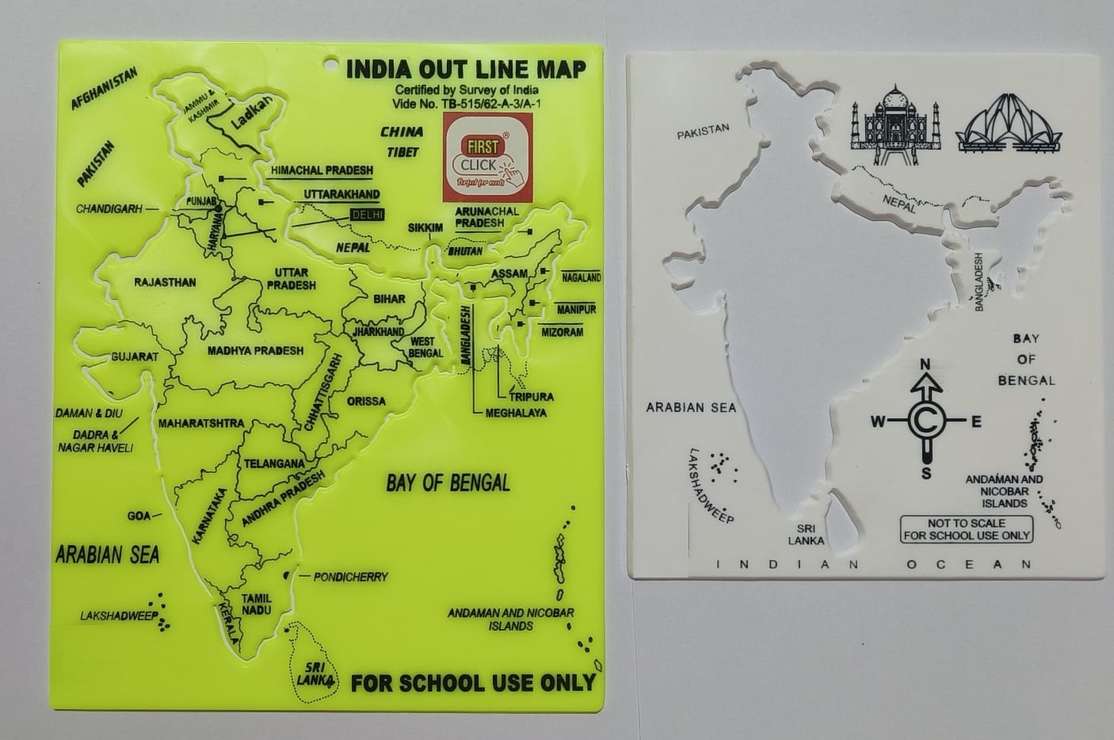 INDIA OUT LINE MAP
Certified by Survey of India
Vide No. TB-515/62-A-3/A-1
AFGHANISTAN
PAKISTAN
CHINA
TIBET
FIRST
CLICK
®
JAMMU &
KASHMIR
Ladkah
HIMACHAL PRADESH
UTTARAKHAND
DELHI
CHANDIGARH
PUNJAB
HARYANA
NEPAL
SIKKIM
ARUNACHAL
PRADESH
BHUTAN
ASSAM
NAGALAND
MANIPUR
MIZORAM
RAJASTHAN
UTTAR
PRADESH
BIHAR
JHARKHAND
WEST
BENGAL
BANGLADESH
TRIPURA
MEGHALAYA
GUJARAT
MADHYA PRADESH
CHHATTISGARH
ORISSA
DAMAN & DIU
DADRA &
NAGAR HAVELI
MAHARATSHTRA
TELANGANA
ANDHRA PRADESH
KARNATAKA
GOA
BAY OF BENGAL
ARABIAN SEA
PONDICHERRY
TAMIL
NADU
KERALA
LAKSHADWEEP
ANDAMAN AND NICOBAR
ISLANDS
SRI
LANKA
FOR SCHOOL USE ONLY
PAKISTAN
NEPAL
BANGLADESH
BAY
OF
BENGAL
ARABIAN SEA
N
W C E
S
LAKSHADWEEP
ANDAMAN AND
NICOBAR
ISLANDS
SRI
LANKA
NOT TO SCALE
FOR SCHOOL USE ONLY
INDIAN OCEAN